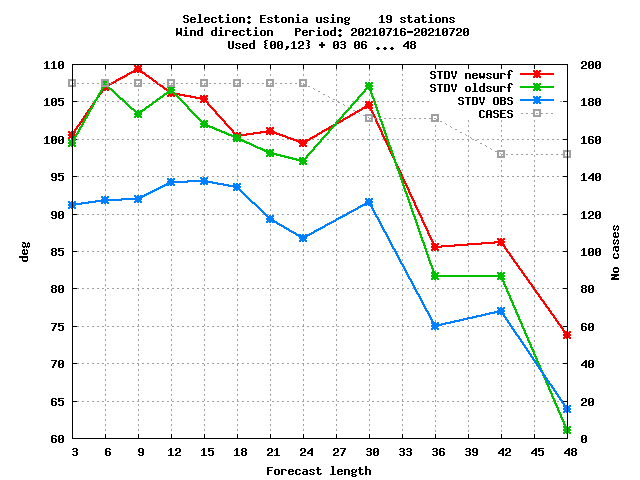 Selection: Estonia using    19 stations
Wind direction   Period: 20210716-20210720
Used {00,12} + 03 06 ... 48
STDV newsurf
STDV oldsurf
STDV OBS
CASES
110
105
100
95
90
85
80
75
70
65
60
deg
200
180
160
140
120
100
80
60
40
20
0
No cases
3 6 9 12 15 18 21 24 27 30 33 36 39 42 45 48
Forecast length